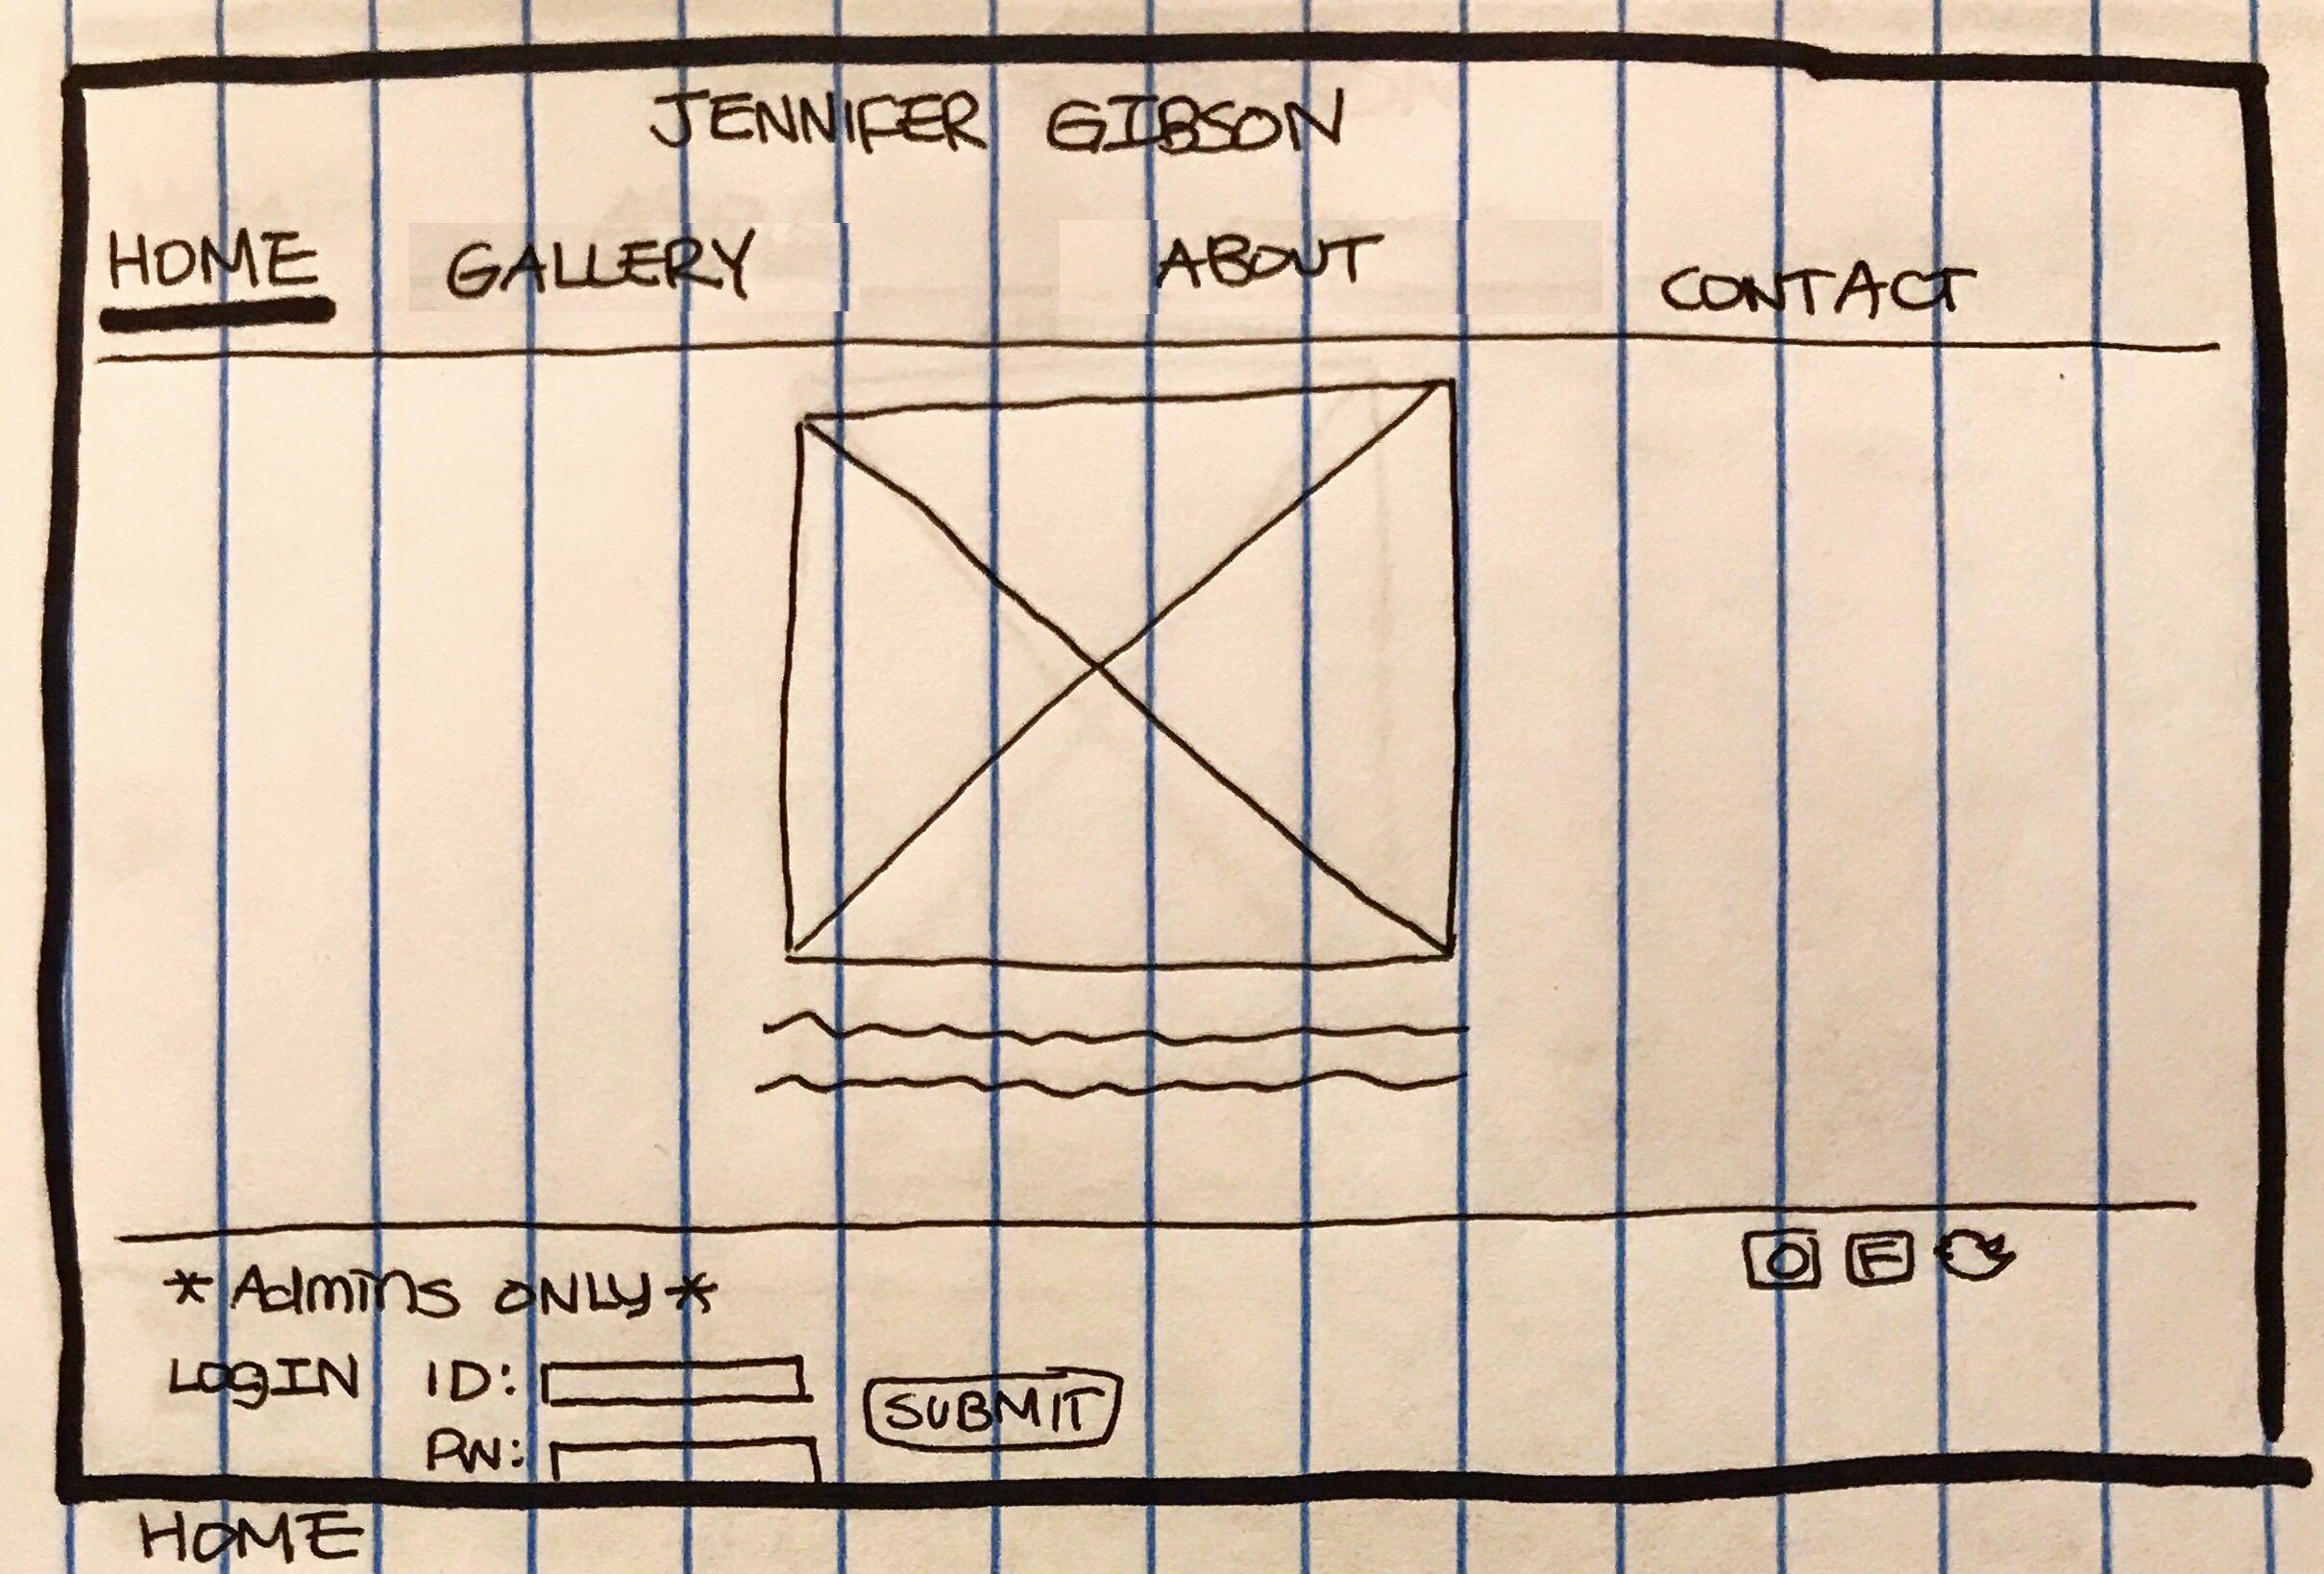 JENNIFER GIBSON
HOME GALLERY ABOUT CONTACT
F
*Admins ONLY*
LOGIN ID:
PW:
SUBMIT
HOME